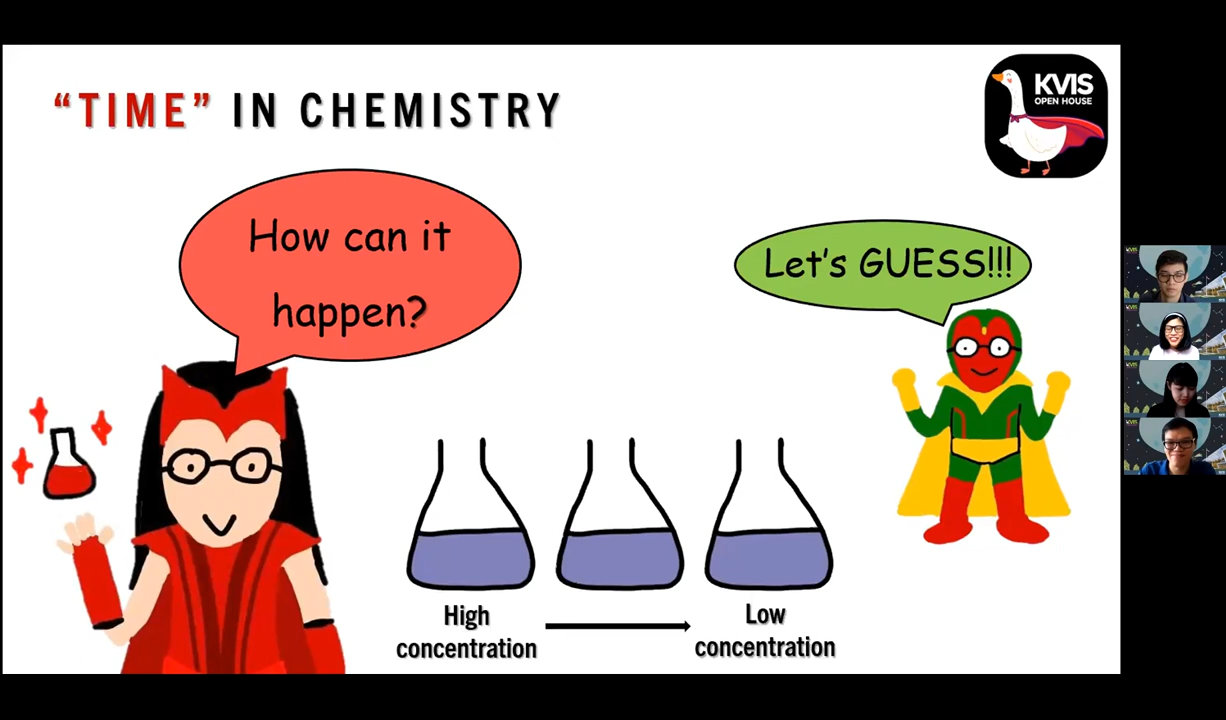 “TIME” IN CHEMISTRY
KVIS
OPEN HOUSE
How can it
happen?
Let's GUESS!!!
High
concentration
Low
concentration